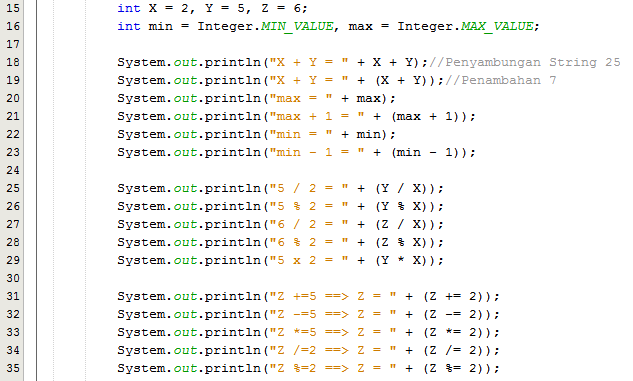 15 int X = 2, Y = 5, Z = 6;
16 int min = Integer.MIN_VALUE, max = Integer.MAX_VALUE;
17
18 System.out.println("X + Y = " + X + Y);//Penyambungan String 25
19 System.out.println("X + Y = " + (X + Y));//Penambahan 7
20 System.out.println("max = " + max);
21 System.out.println("max + 1 = " + (max + 1));
22 System.out.println("min = " + min);
23 System.out.println("min - 1 = " + (min - 1));
24
25 System.out.println("5 / 2 = " + (Y / X));
26 System.out.println("5 % 2 = " + (Y % X));
27 System.out.println("6 / 2 = " + (Z / X));
28 System.out.println("6 % 2 = " + (Z % X));
29 System.out.println("5 x 2 = " + (Y * X));
30
31 System.out.println("Z +=5 ==> Z = " + (Z += 2));
32 System.out.println("Z -=5 ==> Z = " + (Z -= 2));
33 System.out.println("Z *=5 ==> Z = " + (Z *= 2));
34 System.out.println("Z /=2 ==> Z = " + (Z /= 2));
35 System.out.println("Z %=2 ==> Z = " + (Z %= 2));